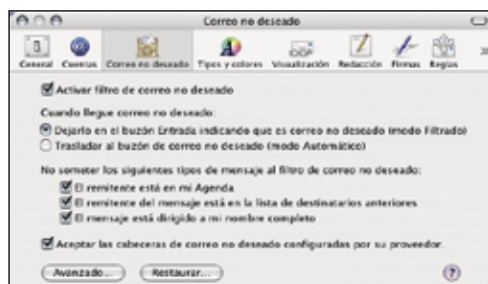 Correo no deseado
General Cuentas Correo no deseado Tipos y colores Visualización Redacción Firmas Reglas
Activar filtro de correo no deseado
Cuando llegue correo no deseado:
Dejarlo en el buzón Entrada indicando que es correo no deseado (modo Filtrado)
Trasladar al buzón de correo no deseado (modo Automático)
No someter los siguientes tipos de mensaje al filtro de correo no deseado:
El remitente está en mi Agenda
El remitente del mensaje está en la lista de destinatarios anteriores
El mensaje está dirigido a mi nombre completo
Aceptar las cabeceras de correo no deseado configuradas por su proveedor.
Avanzado... Restaurar... ?